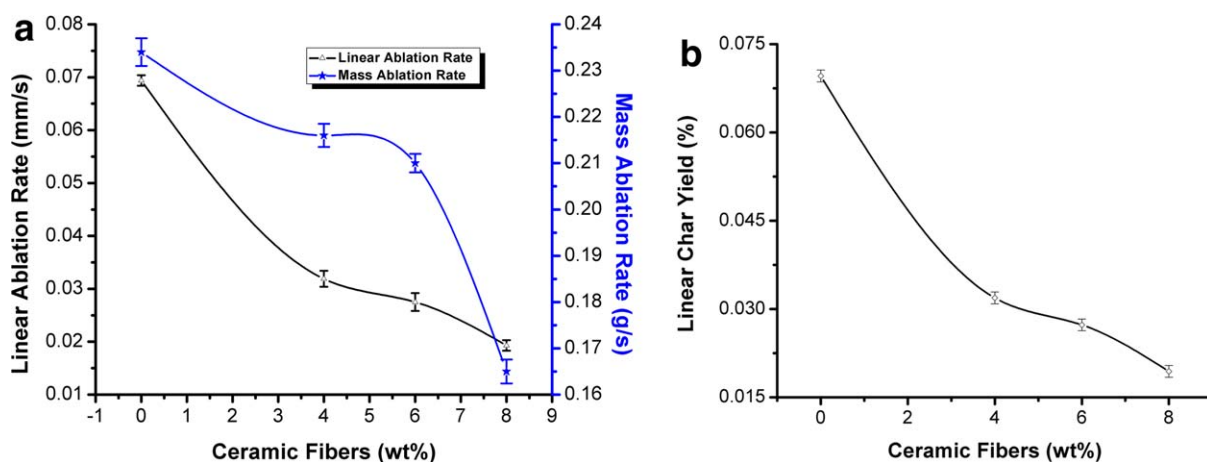 a
Linear Ablation Rate (mm/s)
0.08
0.07
0.06
0.05
0.04
0.03
0.02
0.01
Linear Ablation Rate
Mass Ablation Rate
0.24
0.23
0.22
0.21
0.20
0.19
0.18
0.17
0.16
Mass Ablation Rate (g/s)
-1 0 1 2 3 4 5 6 7 8 9
Ceramic Fibers (wt%)
b
Linear Char Yield (%)
0.075
0.060
0.045
0.030
0.015
0 2 4 6 8
Ceramic Fibers (wt%)